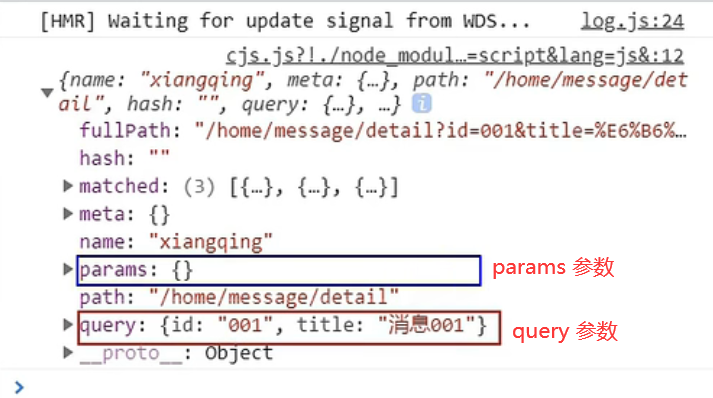 [HMR] Waiting for update signal from WDS... log.js:24
cjs.js?!./node_modul…=script&lang=js&:12
{name: "xiangqing", meta: {…}, path: "/home/message/det
ail", hash: "", query: {…}, …} i
fullPath: "/home/message/detail?id=001&title=%E6%B6%…
hash: ""
matched: (3) [{…}, {…}, {…}]
meta: {}
name: "xiangqing"
params: {} params 参数
path: "/home/message/detail"
query: {id: "001", title: "消息001"} query 参数
__proto__: Object